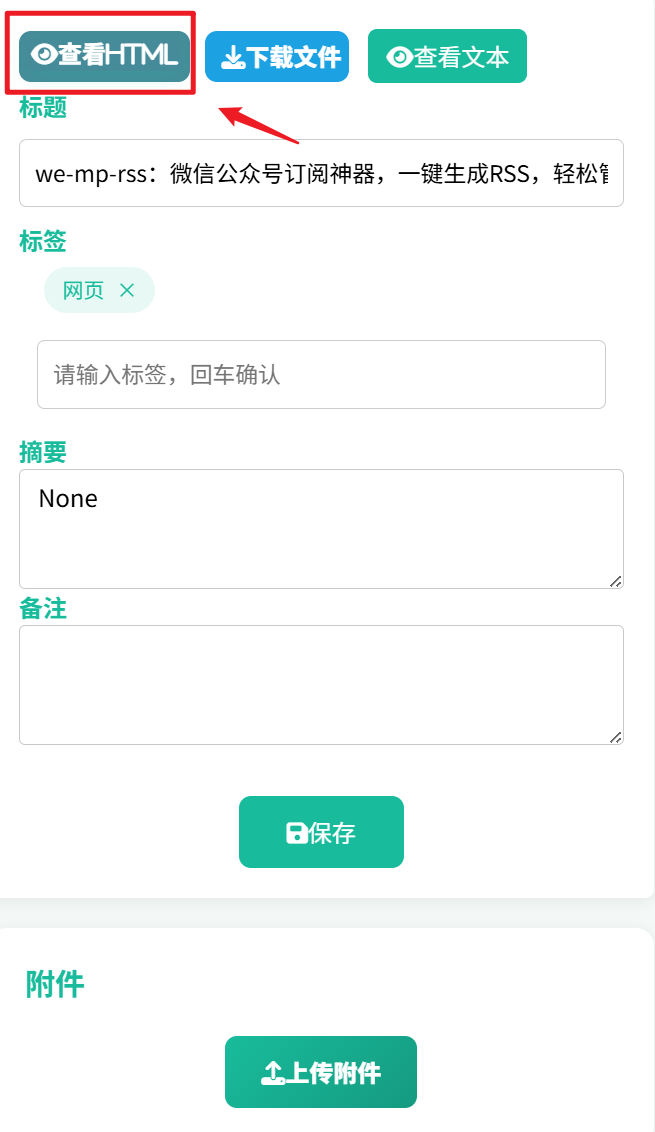 查看HTML 下载文件 查看文本
标题
we-mp-rss：微信公众号订阅神器，一键生成RSS，轻松
标签
网页 ×
请输入标签，回车确认
摘要
None
备注
保存
附件
上传附件